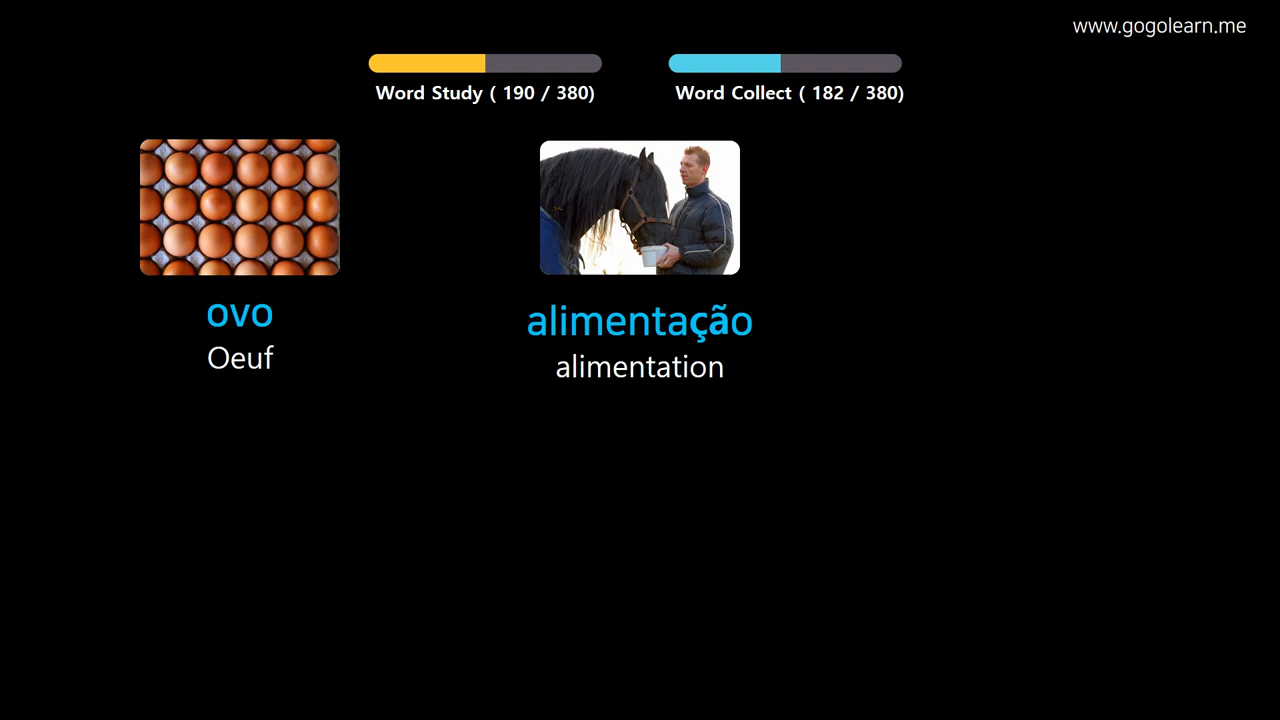 www.gogolearn.me
Word Study ( 190 / 380)
Word Collect ( 182 / 380)
ovo
Oeuf
alimentação
alimentation